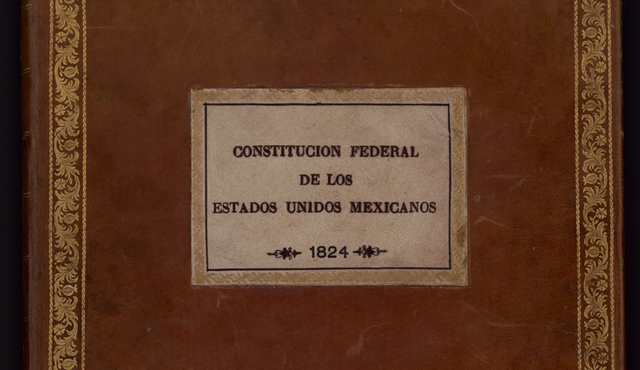 CONSTITUCION FEDERAL
DE LOS
ESTADOS UNIDOS MEXICANOS
1824